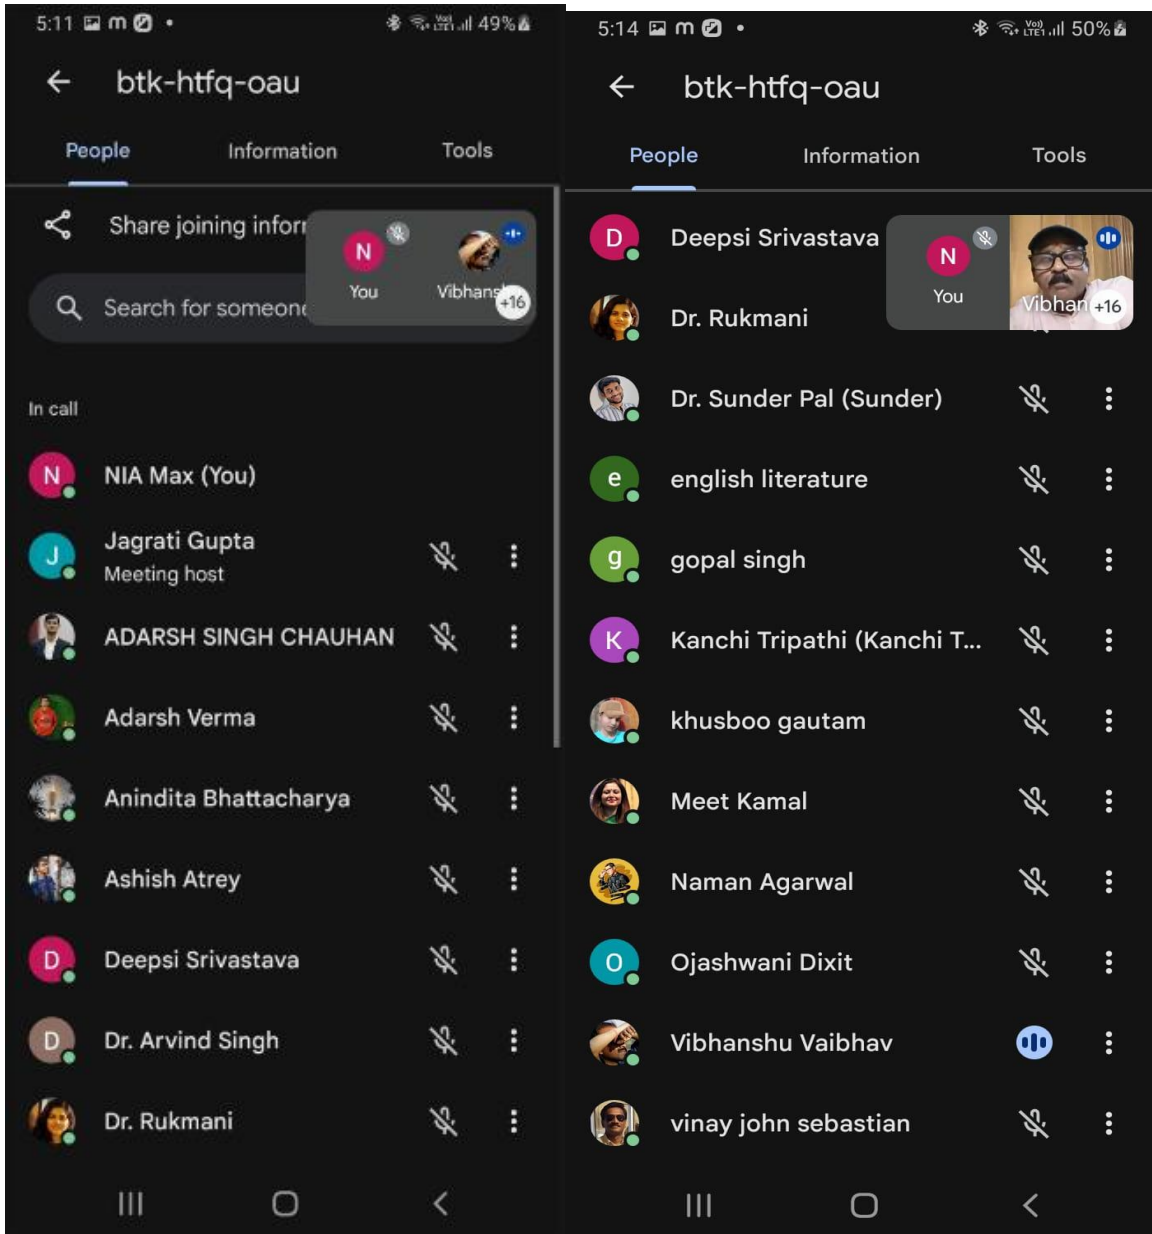 5:11 m 49%
btk-htfq-oau
People Information Tools
Share joining inforr
N
You
Vibhans
+16
Search for someone
In call
N NIA Max (You)
J Jagrati Gupta
Meeting host
ADARSH SINGH CHAUHAN
Adarsh Verma
Anindita Bhattacharya
Ashish Atrey
D Deepsi Srivastava
D Dr. Arvind Singh
Dr. Rukmani
5:14 m Vo)) LTE1 50%
btk-htfq-oau
People Information Tools
D Deepsi Srivastava
N
You
Vibhan
+16
Dr. Rukmani
Dr. Sunder Pal (Sunder)
e english literature
g gopal singh
K Kanchi Tripathi (Kanchi T...
khusboo gautam
Meet Kamal
Naman Agarwal
O Ojashwani Dixit
Vibhanshu Vaibhav
vinay john sebastian